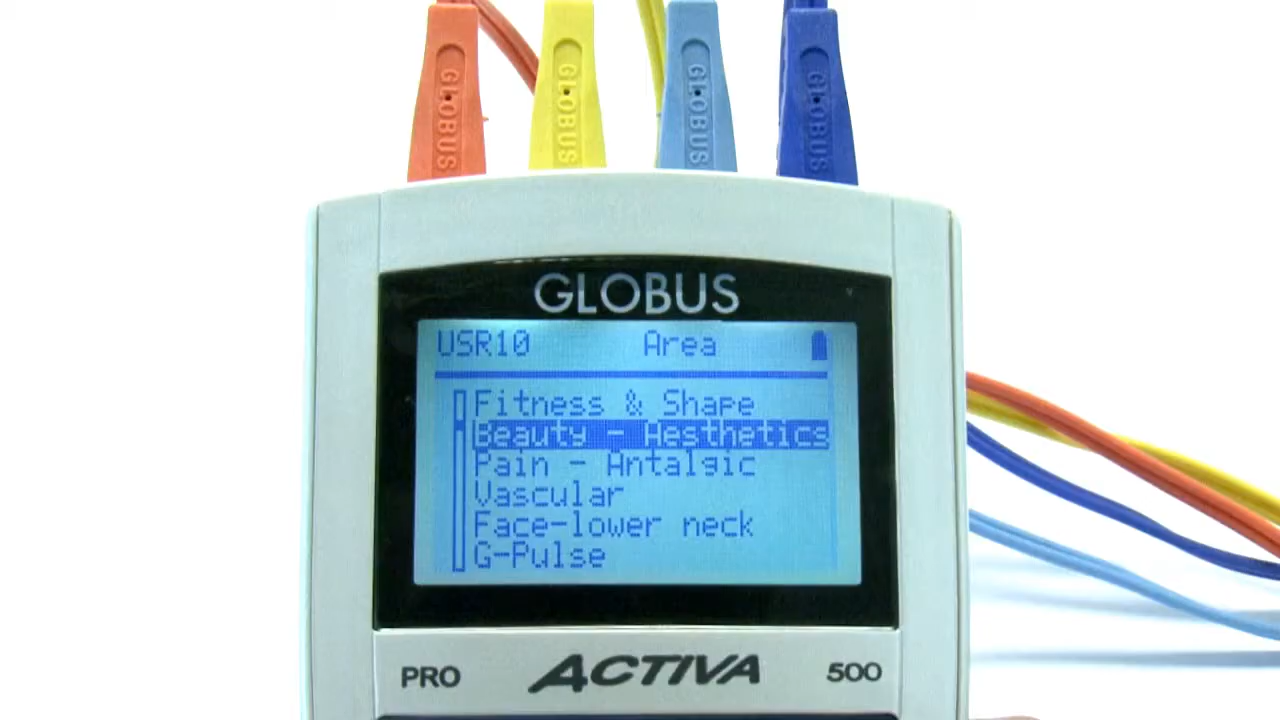 GLOBUS
GLOBUS
GLOBUS
GLOBUS
GLOBUS
USR10 Area
Fitness & Shape
Beauty - Aesthetics
Pain - Antalgic
Vascular
Face-lower neck
G-Pulse
PRO ACTIVA 500